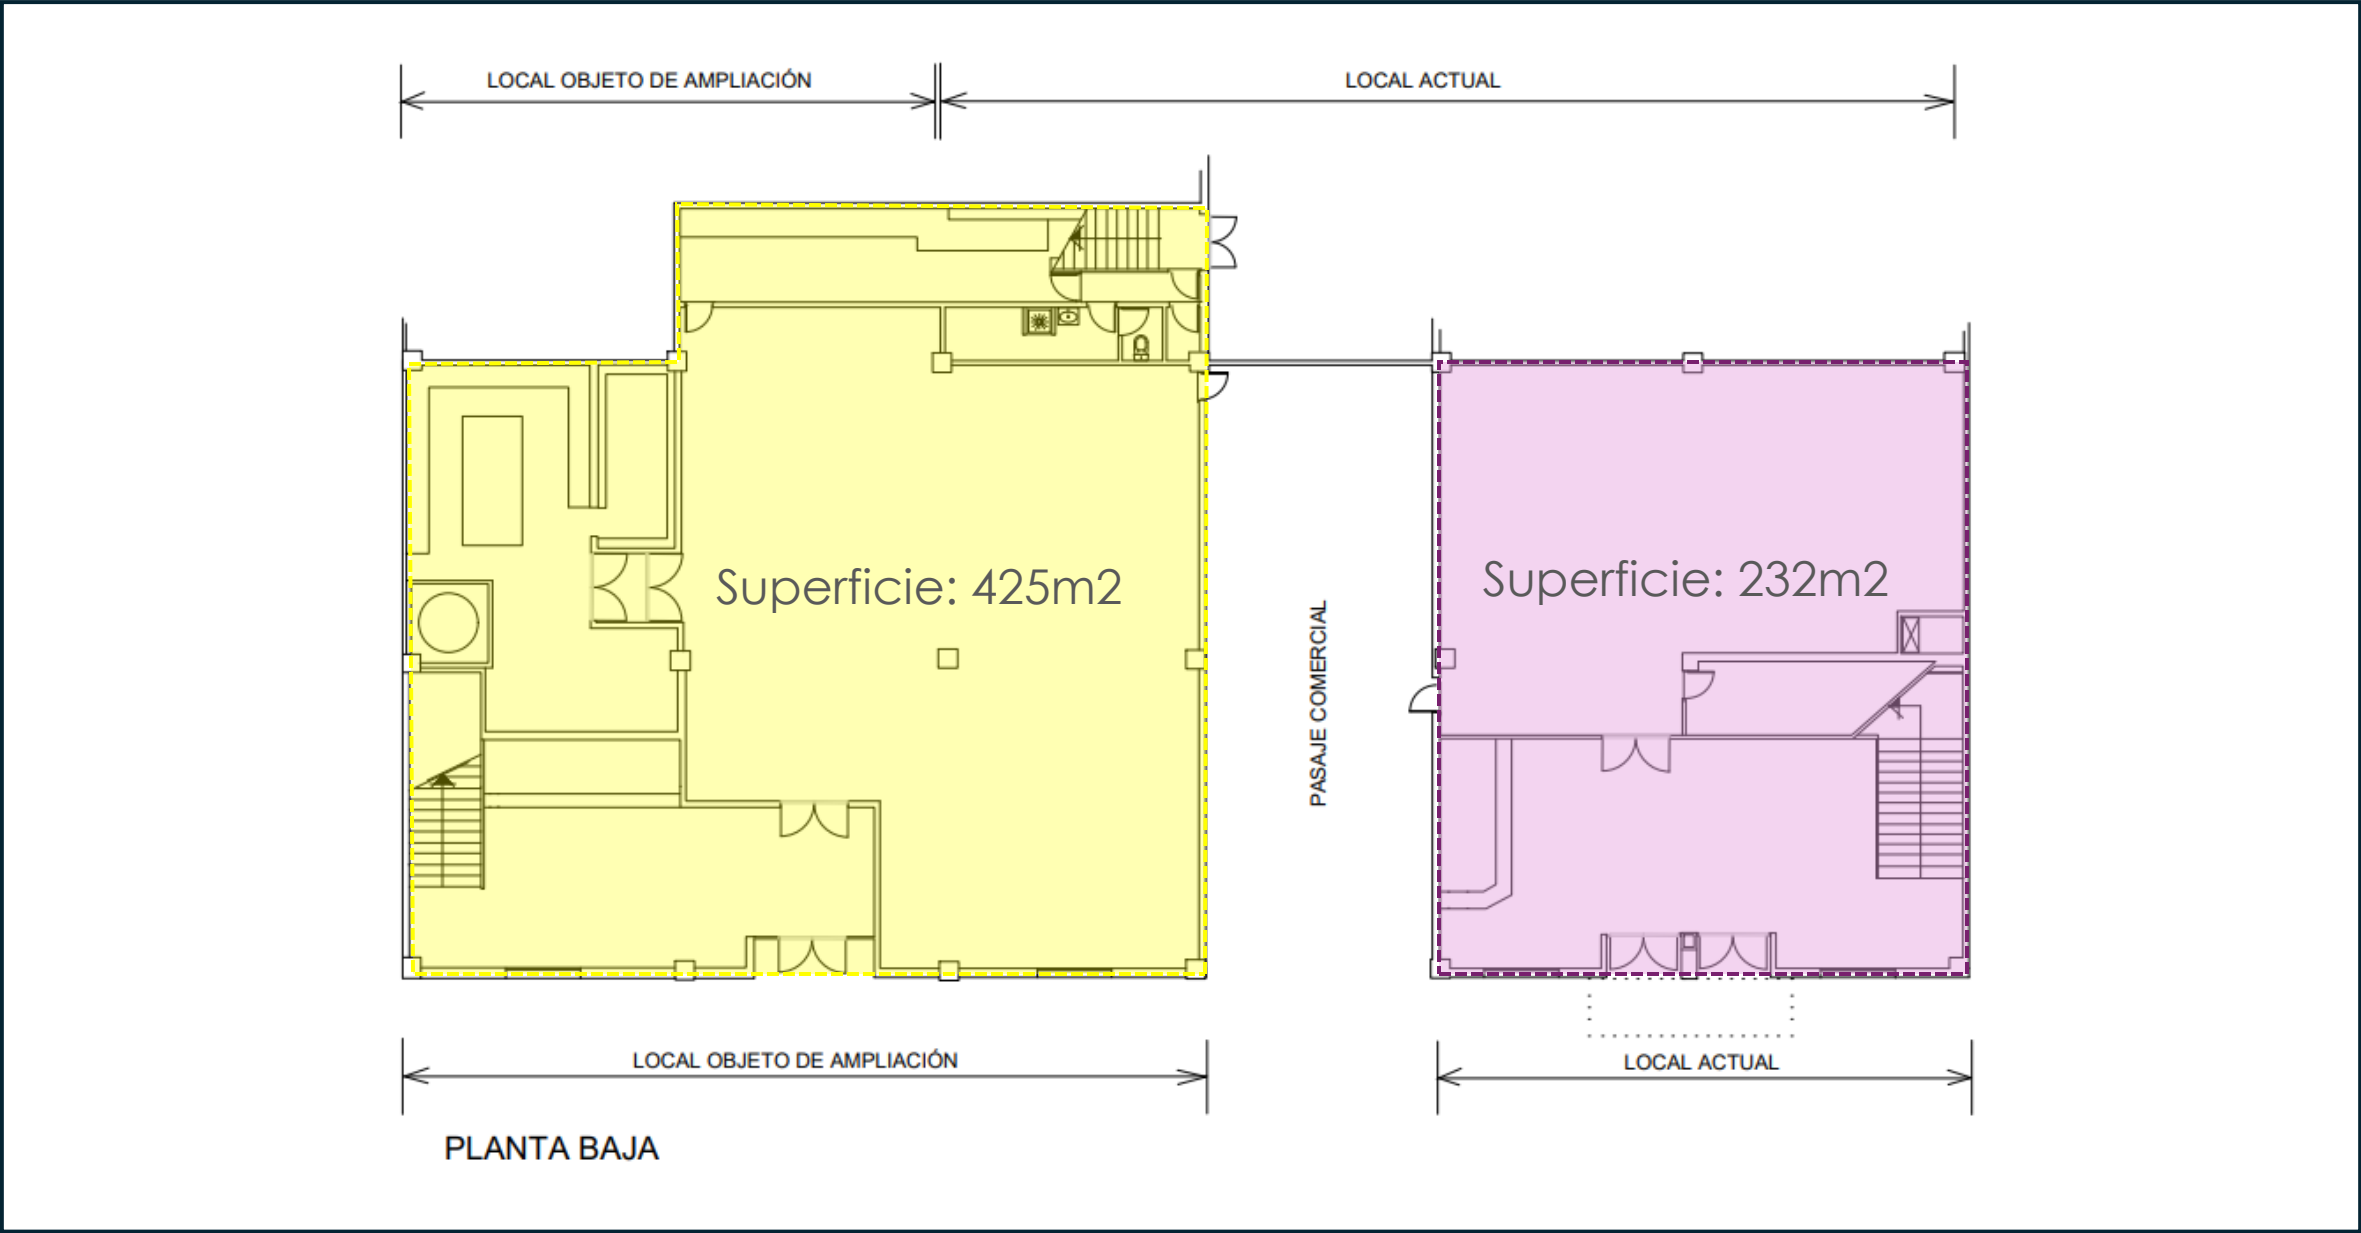 LOCAL OBJETO DE AMPLIACIÓN
LOCAL ACTUAL
Superficie: 425m2
Superficie: 232m2
PASAJE COMERCIAL
LOCAL OBJETO DE AMPLIACIÓN
LOCAL ACTUAL
PLANTA BAJA